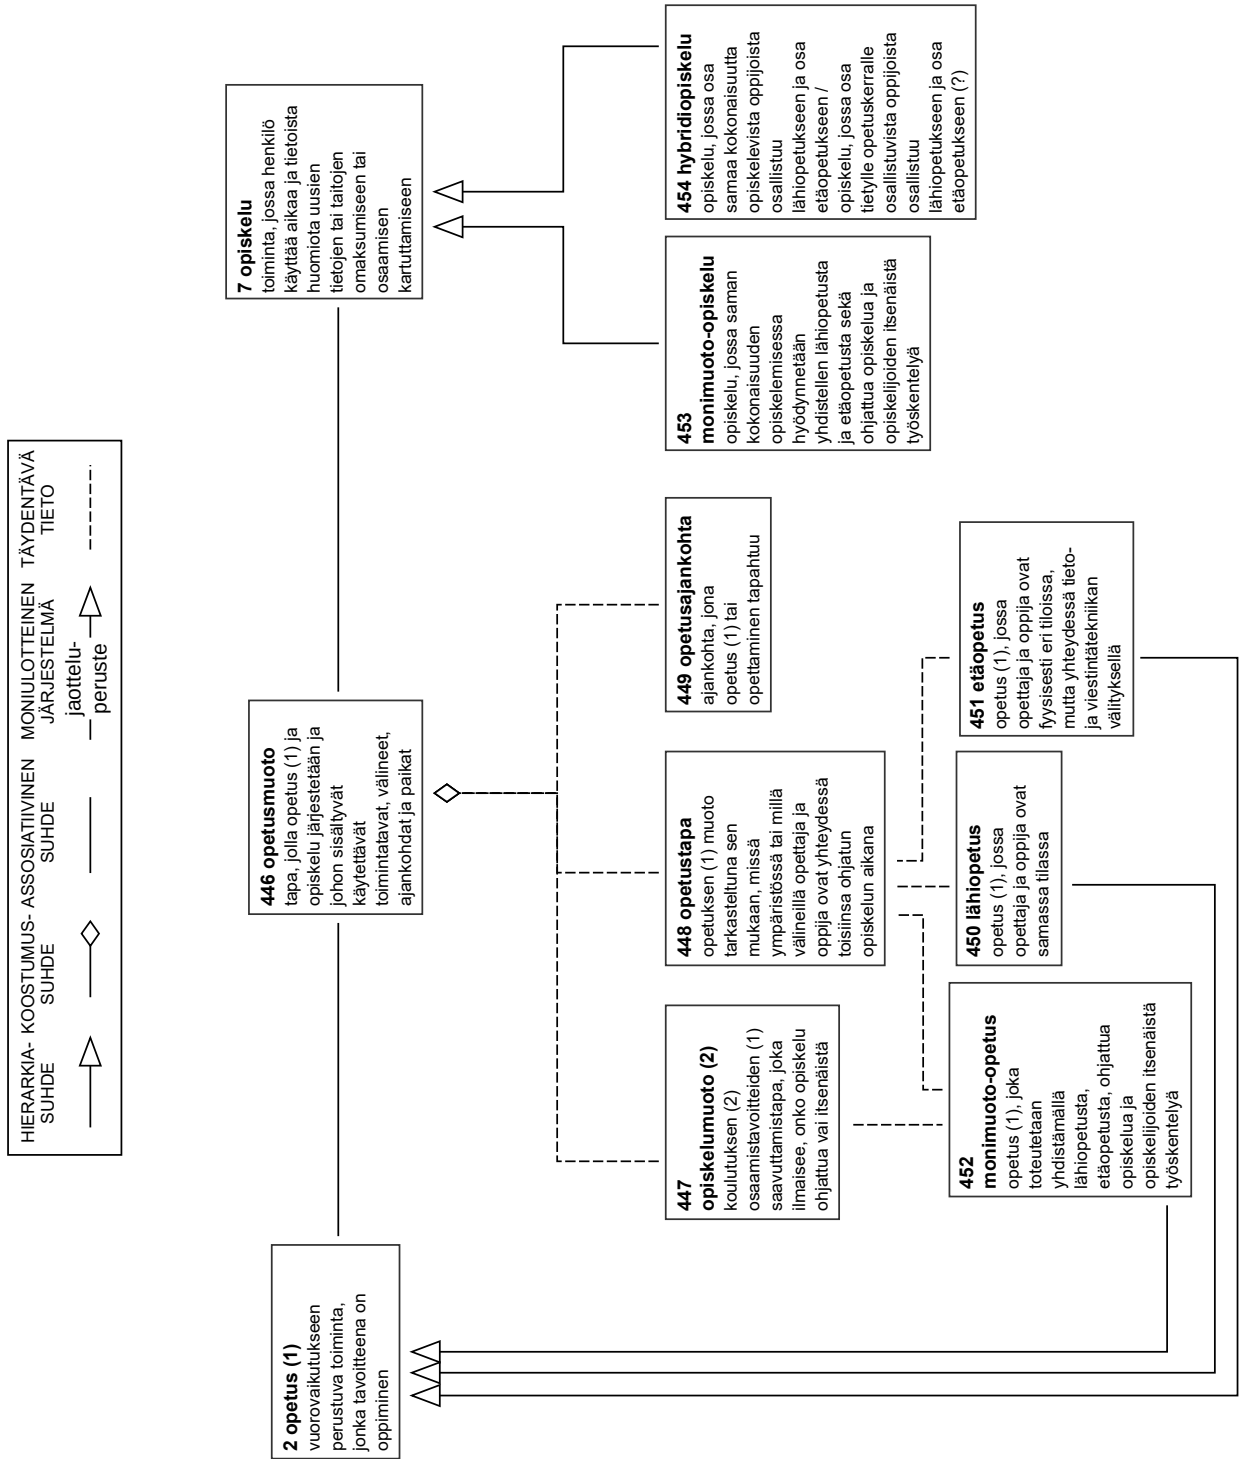 HIERARKIA- KOOSTUMUS- ASSOSIATIIVINEN MONIULOTTEINEN TÄYDENTÄVÄ
SUHDE SUHDE SUHDE JÄRJESTELMÄ TIETO
jaottelu-
peruste
2 opetus (1)
vuorovaikutukseen
perustuva toiminta,
jonka tavoitteena on
oppiminen
446 opetusmuoto
tapa, jolla opetus (1) ja
opiskelu järjestetään ja
johon sisältyvät
käytettävät
toimintatavat, välineet,
ajankohdat ja paikat
7 opiskelu
toiminta, jossa henkilö
käyttää aikaa ja tietoista
huomiota uusien
tietojen tai taitojen
omaksumiseen tai
osaamisen
kartuttamiseen
447
opiskelumuoto (2)
koulutuksen (2)
osaamistavoitteiden (1)
saavuttamistapa, joka
ilmaisee, onko opiskelu
ohjattua vai itsenäistä
448 opetustapa
opetuksen (1) muoto
tarkasteltuna sen
mukaan, missä
ympäristössä tai millä
välineillä opettaja ja
oppija ovat yhteydessä
toisiinsa ohjatun
opiskelun aikana
449 opetusajankohta
ajankohta, jona
opetus (1) tai
opettaminen tapahtuu
453
monimuoto-opiskelu
opiskelu, jossa saman
kokonaisuuden
opiskelemisessa
hyödynnetään
yhdistellen lähiopetusta
ja etäopetusta sekä
ohjattua opiskelua ja
opiskelijoiden itsenäistä
työskentelyä
454 hybridiopiskelu
opiskelu, jossa osa
samaa kokonaisuutta
opiskelevista oppijoista
osallistuu
lähiopetukseen ja osa
etäopetukseen /
opiskelu, jossa osa
tietylle opetuskerralle
osallistuvista oppijoista
osallistuu
lähiopetukseen ja osa
etäopetukseen (?)
452
monimuoto-opetus
opetus (1), joka
toteutetaan
yhdistämällä
lähiopetusta,
etäopetusta, ohjattua
opiskelua ja
opiskelijoiden itsenäistä
työskentelyä
450 lähiopetus
opetus (1), jossa
opettaja ja oppija ovat
samassa tilassa
451 etäopetus
opetus (1), jossa
opettaja ja oppija ovat
fyysisesti eri tiloissa,
mutta yhteydessä tieto-
ja viestintätekniikan
välityksellä